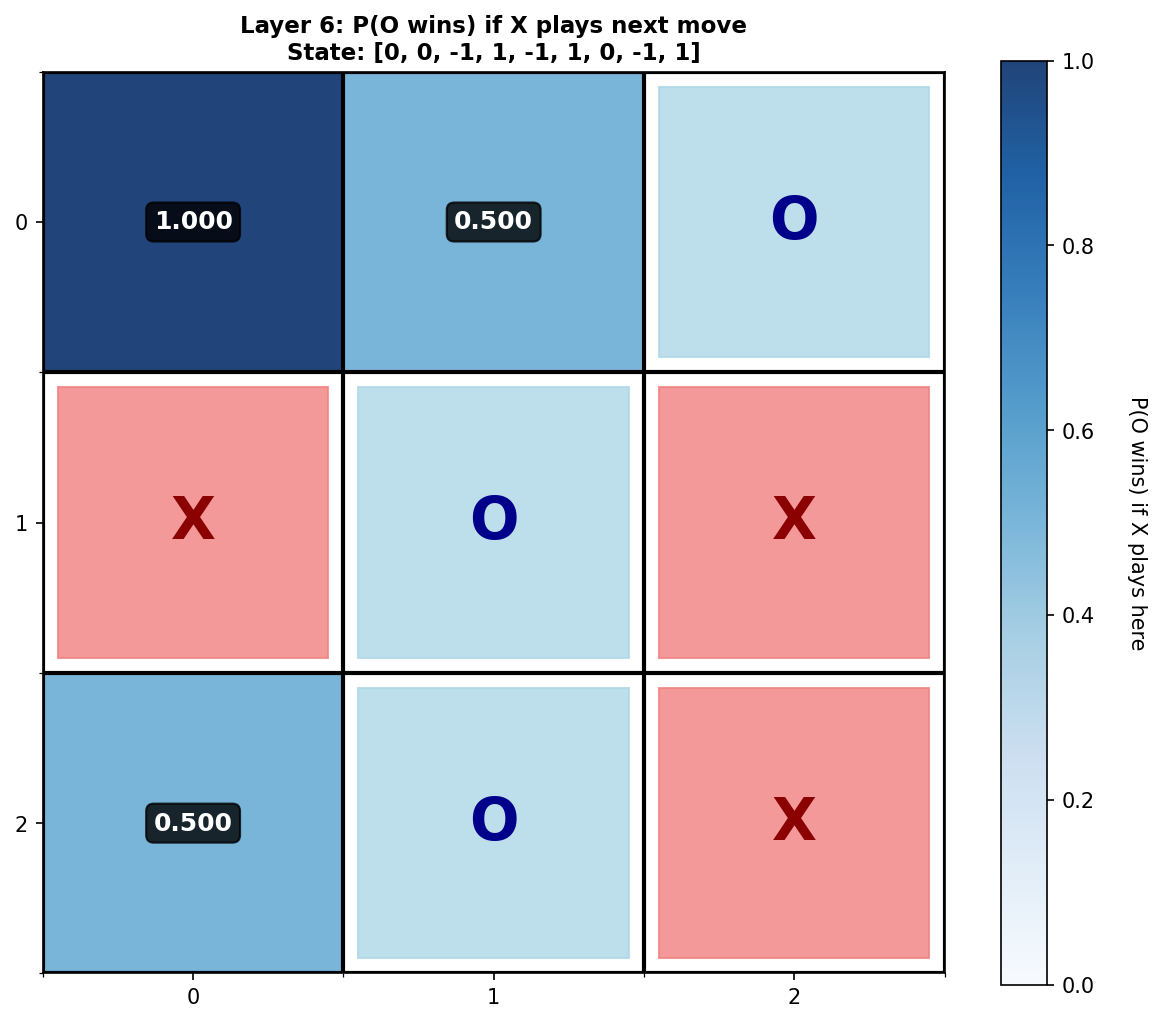 Layer 6: P(O wins) if X plays next move
State: [0, 0, -1, 1, -1, 1, 0, -1, 1]
0
1.000
0.500
O
1
X
O
X
2
0.500
O
X
0
1
2
1.0
0.8
0.6
0.4
0.2
0.0
P(O wins) if X plays here